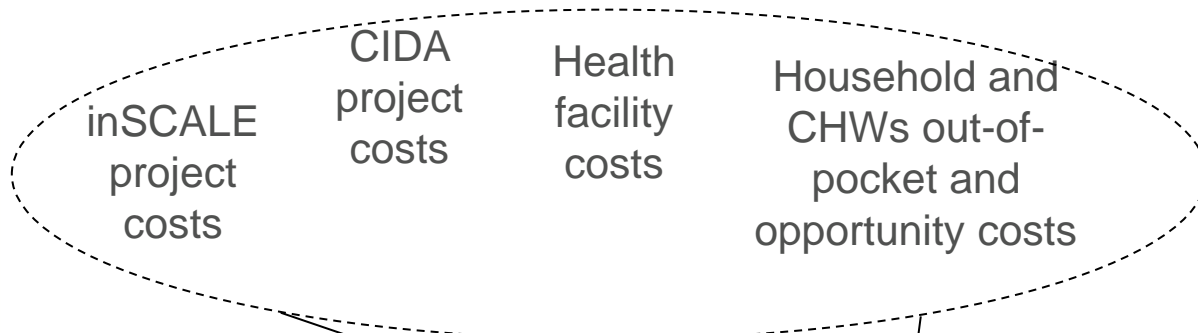 inSCALE
project
costs
CIDA
project
costs
Health
facility
costs
Household and
CHWs out-of-
pocket and
opportunity costs